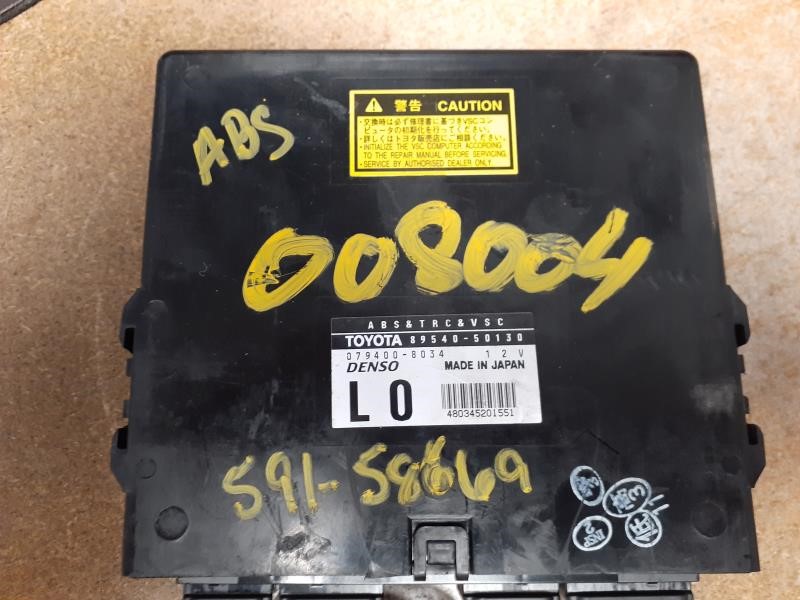 ABS
警告 CAUTION
・交換時は必ず修理書に基づきVSCコン
ピュータの初期化を行ってください。
・詳しくはトヨタ販売店にご相談ください。
・INITIALIZE THE VSC COMPUTER ACCORDING
TO THE REPAIR MANUAL BEFORE SERVICING.
・SERVICE BY AUTHORISED DEALER ONLY.
008004
ABS&TRC&VSC
TOYOTA 89540-50130
079400-8034 12V
DENSO MADE IN JAPAN
LO
480345201551
591-58669
INSP
2